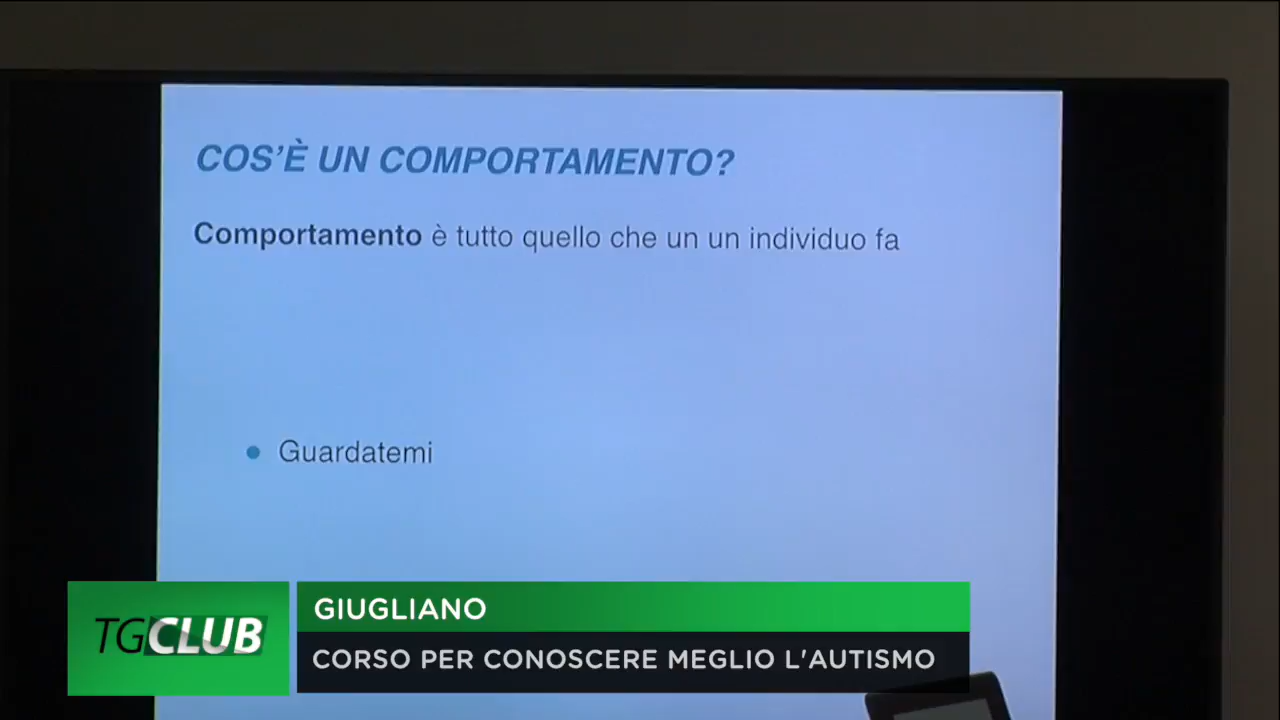 COS'È UN COMPORTAMENTO?
Comportamento è tutto quello che un un individuo fa
Guardatemi
TGCLUB
GIUGLIANO
CORSO PER CONOSCERE MEGLIO L'AUTISMO